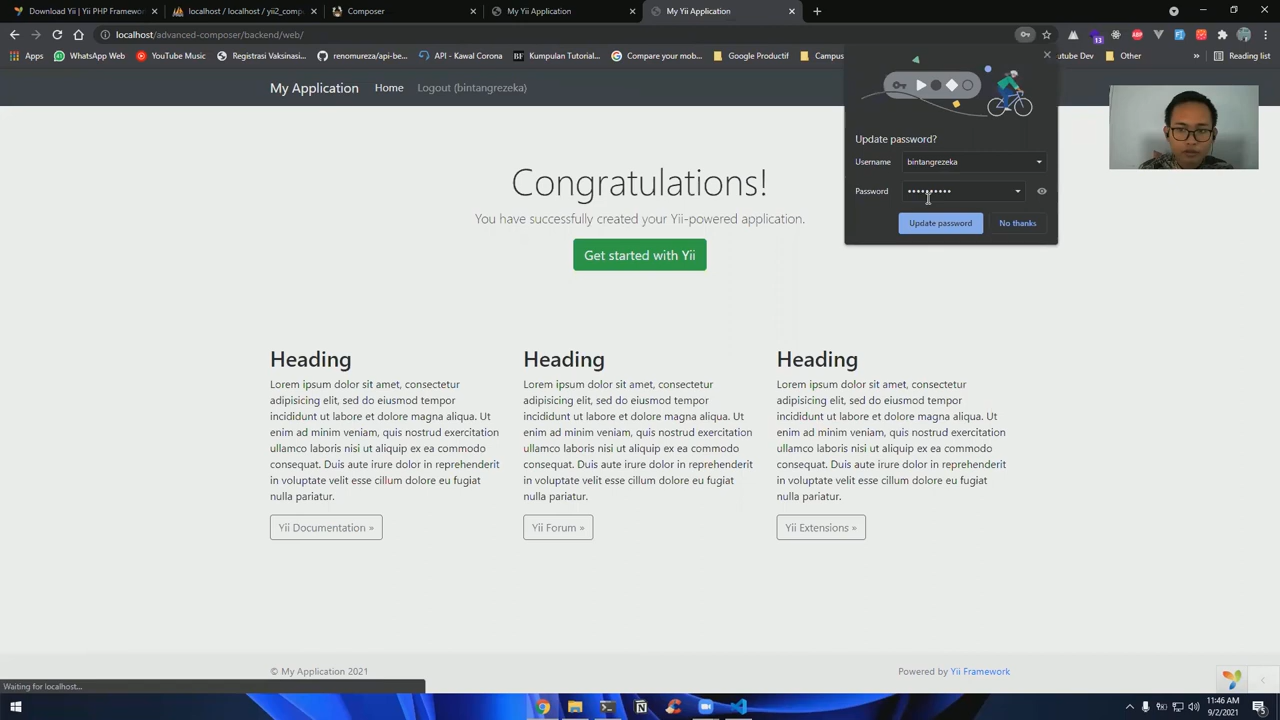 Download Yii | Yii PHP Framew
localhost / localhost / yii2_comp
Composer
My Yii Application
My Yii Application
localhost/advanced-composer/backend/web/
13
Apps
WhatsApp Web
YouTube Music
Registrasi Vaksinasi...
renomureza/api-be...
API - Kawal Corona
Kumpulan Tutorial...
Compare your mob...
Google Productif
Campus
utube Dev
Other
Reading list
My Application
Home
Logout (bintangrezeka)
Update password?
Username
bintangrezeka
Password
••••••••••
Update password
No thanks
Congratulations!
You have successfully created your Yii-powered application.
Get started with Yii
Heading
Lorem ipsum dolor sit amet, consectetur
adipisicing elit, sed do eiusmod tempor
incididunt ut labore et dolore magna aliqua. Ut
enim ad minim veniam, quis nostrud exercitation
ullamco laboris nisi ut aliquip ex ea commodo
consequat. Duis aute irure dolor in reprehenderit
in voluptate velit esse cillum dolore eu fugiat
nulla pariatur.
Yii Documentation »
Heading
Lorem ipsum dolor sit amet, consectetur
adipisicing elit, sed do eiusmod tempor
incididunt ut labore et dolore magna aliqua. Ut
enim ad minim veniam, quis nostrud exercitation
ullamco laboris nisi ut aliquip ex ea commodo
consequat. Duis aute irure dolor in reprehenderit
in voluptate velit esse cillum dolore eu fugiat
nulla pariatur.
Yii Forum »
Heading
Lorem ipsum dolor sit amet, consectetur
adipisicing elit, sed do eiusmod tempor
incididunt ut labore et dolore magna aliqua. Ut
enim ad minim veniam, quis nostrud exercitation
ullamco laboris nisi ut aliquip ex ea commodo
consequat. Duis aute irure dolor in reprehenderit
in voluptate velit esse cillum dolore eu fugiat
nulla pariatur.
Yii Extensions »
© My Application 2021
Powered by Yii Framework
Waiting for localhost...
11:46 AM
9/2/2021